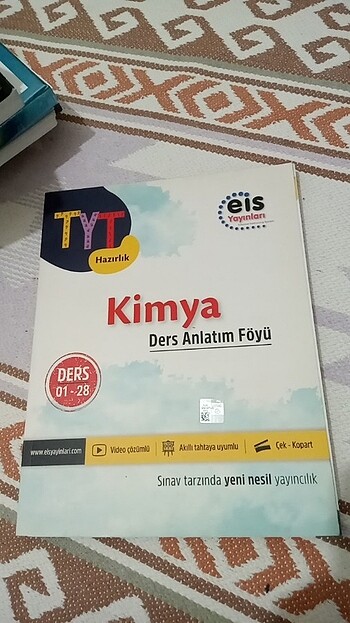 TYT
Hazırlık
eis
Yayınları
Kimya
Ders Anlatım Föyü
DERS
01 - 28
www.eisyayinlari.com
Video çözümlü
Akıllı tahtaya uyumlu
Çek - Kopart
Sınav tarzında yeni nesil yayıncılık